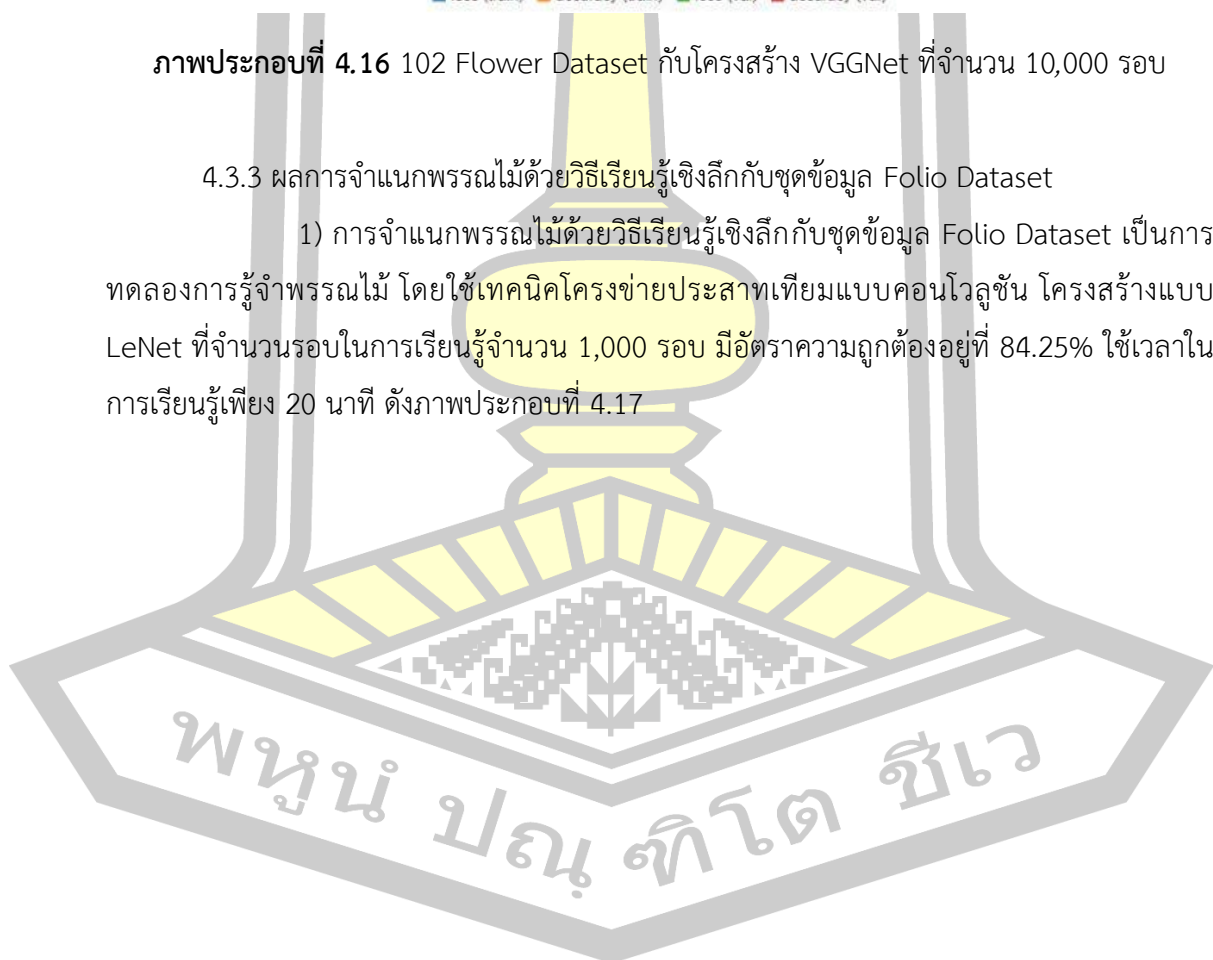 ภาพประกอบที่ 4.16 102 Flower Dataset กับโครงสร้าง VGGNet ที่จำนวน 10,000 รอบ
4.3.3 ผลการจำแนกพรรณไม้ด้วยวิธีเรียนรู้เชิงลึกกับชุดข้อมูล Folio Dataset
1) การจำแนกพรรณไม้ด้วยวิธีเรียนรู้เชิงลึกกับชุดข้อมูล Folio Dataset เป็นการ
ทดลองการรู้จำพรรณไม้ โดยใช้เทคนิคโครงข่ายประสาทเทียมแบบคอนโวลูชัน โครงสร้างแบบ
LeNet ที่จำนวนรอบในการเรียนรู้จำนวน 1,000 รอบ มีอัตราความถูกต้องอยู่ที่ 84.25% ใช้เวลาใน
การเรียนรู้เพียง 20 นาที ดังภาพประกอบที่ 4.17
พหูนํ ปณฺ ฑิโต ชีเว